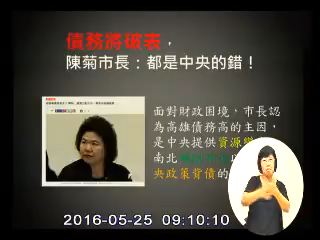 債務將破表，
陳菊市長：都是中央的錯！
面對財政困境，市長認
為高雄債務高的主因，
是中央提供資源
南北
央政策背債的
2016-05-25 09:10:10